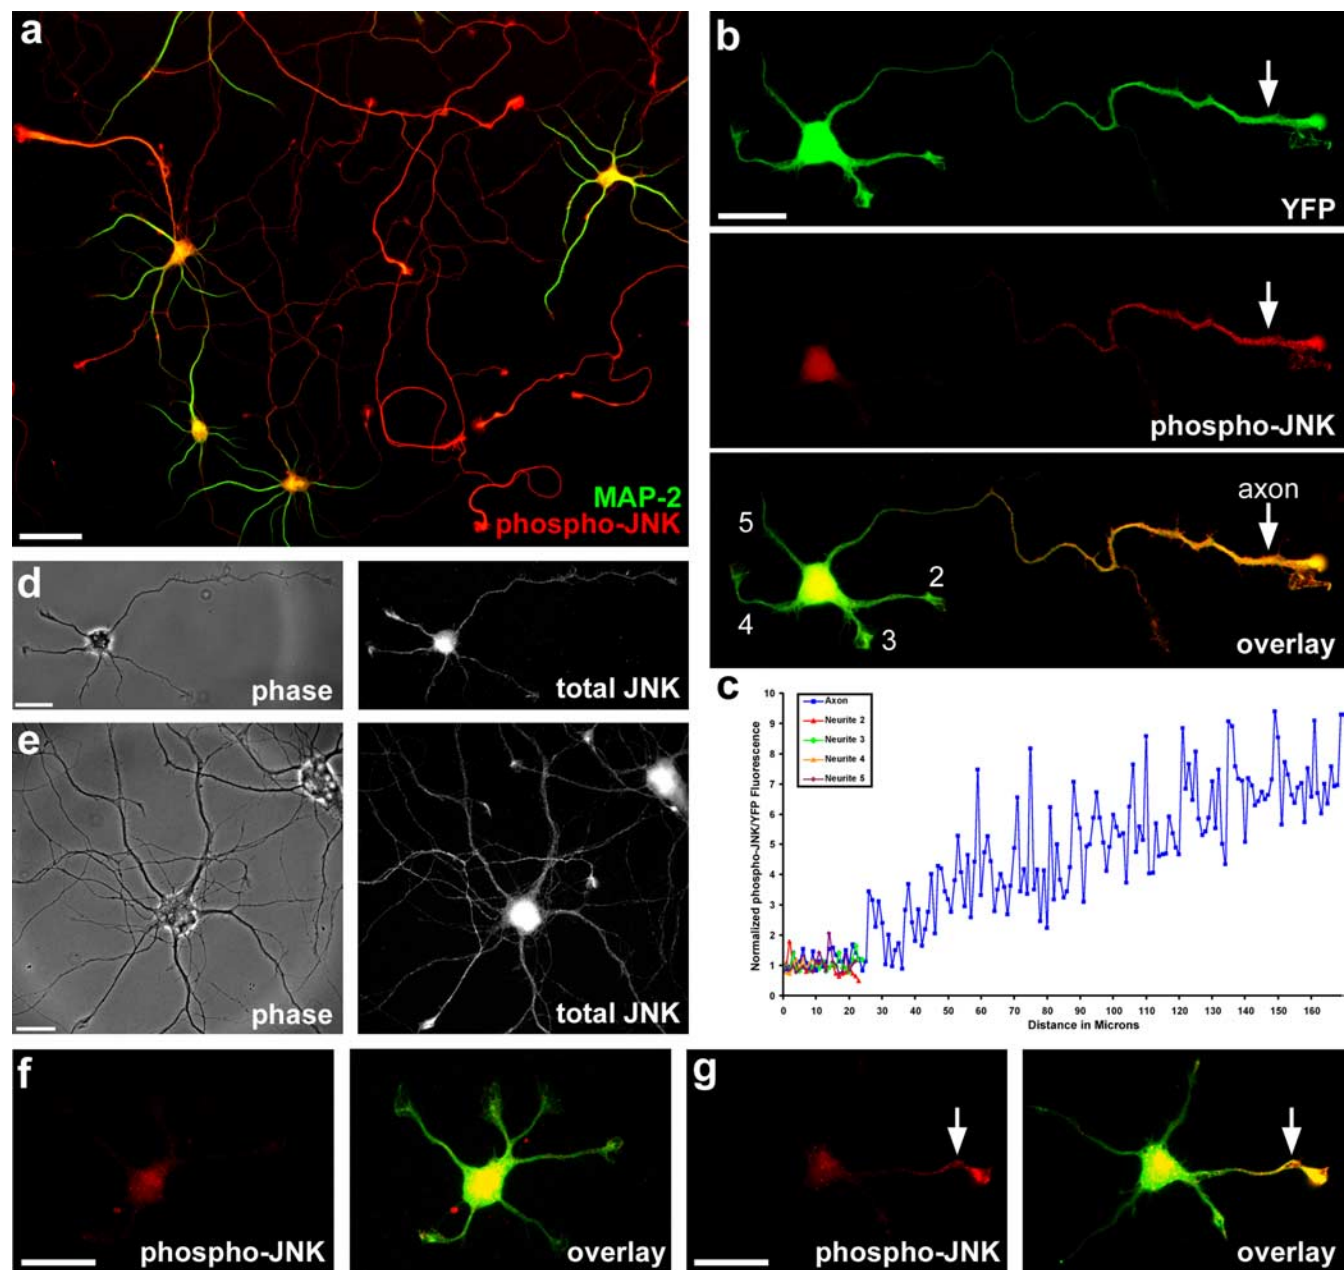 a
MAP-2
phospho-JNK
b
YFP
phospho-JNK
axon
5
2
4
3
overlay
d
phase
total JNK
e
phase
total JNK
c
Normalized phospho-JNK/YFP Fluorescence
10
9
8
7
6
5
4
3
2
1
0
Axon
Neurite 2
Neurite 3
Neurite 4
Neurite 5
0 10 20 30 40 50 60 70 80 90 100 110 120 130 140 150 160
Distance in Microns
f
phospho-JNK
overlay
g
phospho-JNK
overlay